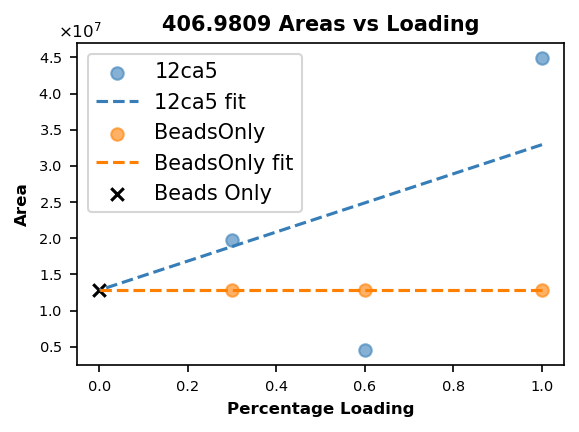 406.9809 Areas vs Loading
×10⁷
12ca5
12ca5 fit
BeadsOnly
BeadsOnly fit
Beads Only
4.5
4.0
3.5
3.0
2.5
2.0
1.5
1.0
0.5
Area
0.0 0.2 0.4 0.6 0.8 1.0
Percentage Loading